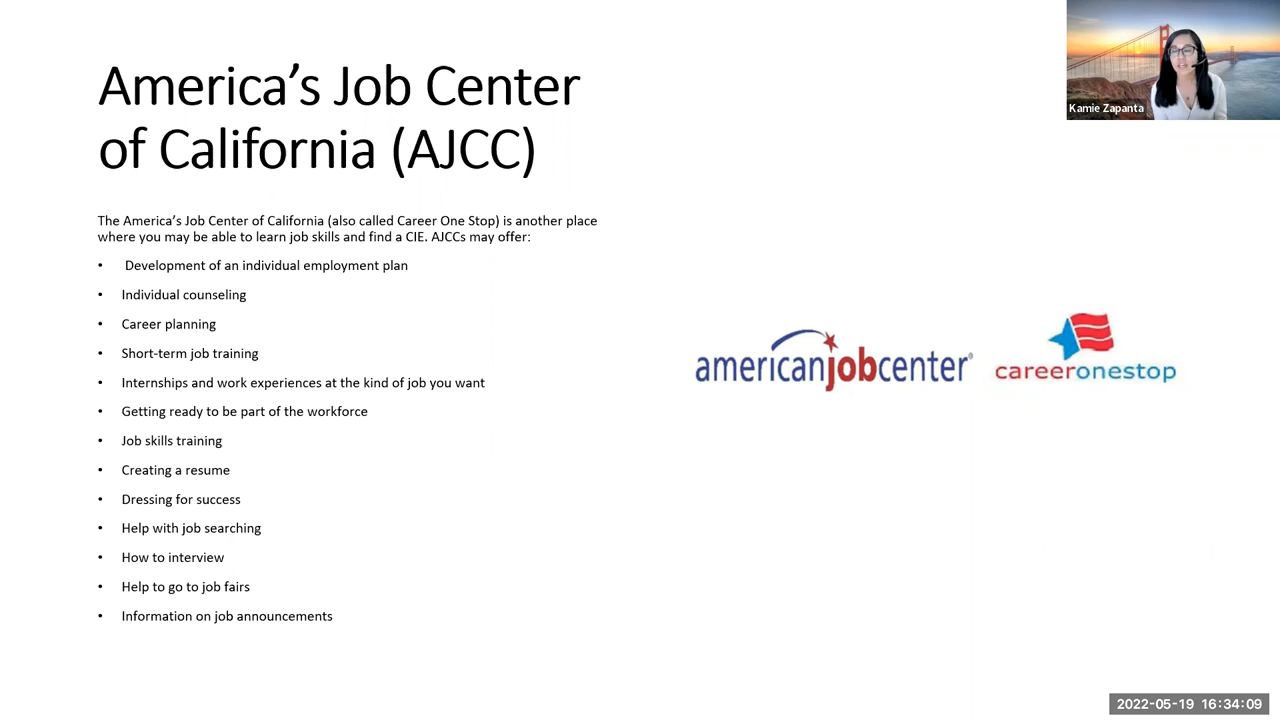 America’s Job Center
of California (AJCC)
The America’s Job Center of California (also called Career One Stop) is another place
where you may be able to learn job skills and find a CIE. AJCCs may offer:
• Development of an individual employment plan
• Individual counseling
• Career planning
• Short-term job training
• Internships and work experiences at the kind of job you want
• Getting ready to be part of the workforce
• Job skills training
• Creating a resume
• Dressing for success
• Help with job searching
• How to interview
• Help to go to job fairs
• Information on job announcements
americanjobcenter®
careeronestop
Kamie Zapanta
2022-05-19 16:34:09